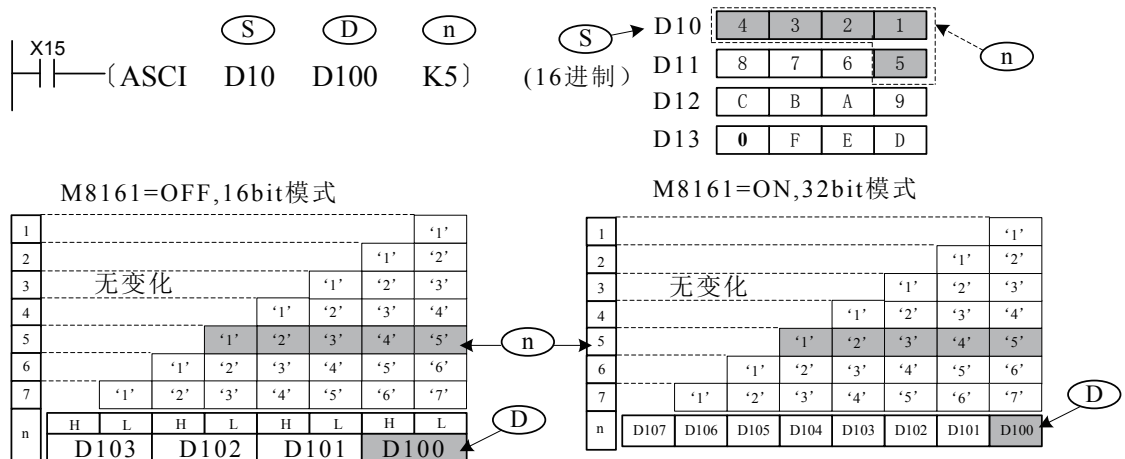 S D n
X15
〔ASCI D10 D100 K5〕
S
(16进制)
D10 4 3 2 1
D11 8 7 6 5
D12 C B A 9
D13 0 F E D
n
M8161=OFF,16bit模式
1 ‘1’
2 ‘1’ ‘2’
3 无变化 ‘1’ ‘2’ ‘3’
4 ‘1’ ‘2’ ‘3’ ‘4’
5 ‘1’ ‘2’ ‘3’ ‘4’ ‘5’
6 ‘1’ ‘2’ ‘3’ ‘4’ ‘5’ ‘6’
7 ‘1’ ‘2’ ‘3’ ‘4’ ‘5’ ‘6’ ‘7’
n H L H L H L H L
D103 D102 D101 D100
n
D
M8161=ON,32bit模式
1 ‘1’
2 ‘1’ ‘2’
3 无变化 ‘1’ ‘2’ ‘3’
4 ‘1’ ‘2’ ‘3’ ‘4’
5 ‘1’ ‘2’ ‘3’ ‘4’ ‘5’
6 ‘1’ ‘2’ ‘3’ ‘4’ ‘5’ ‘6’
7 ‘1’ ‘2’ ‘3’ ‘4’ ‘5’ ‘6’ ‘7’
n D107 D106 D105 D104 D103 D102 D101 D100
D